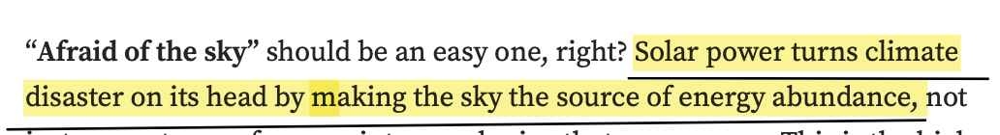 “Afraid of the sky” should be an easy one, right? Solar power turns climate
disaster on its head by making the sky the source of energy abundance, not